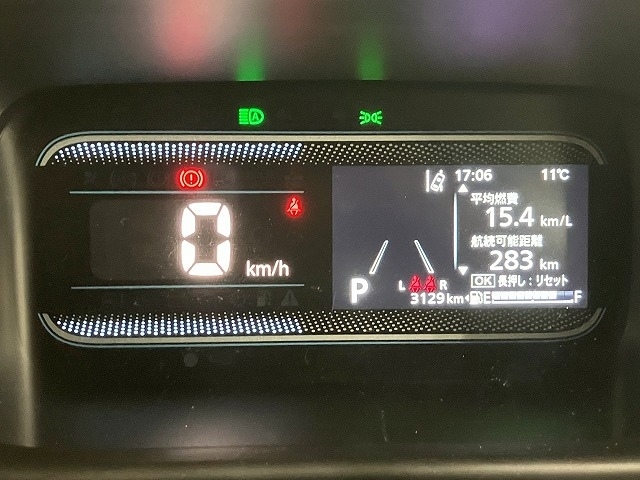 A
17:06 11℃
平均燃費
15.4 km/L
航続可能距離
283 km
OK 長押し:リセット
0 km/h
P
L R
3129km E F